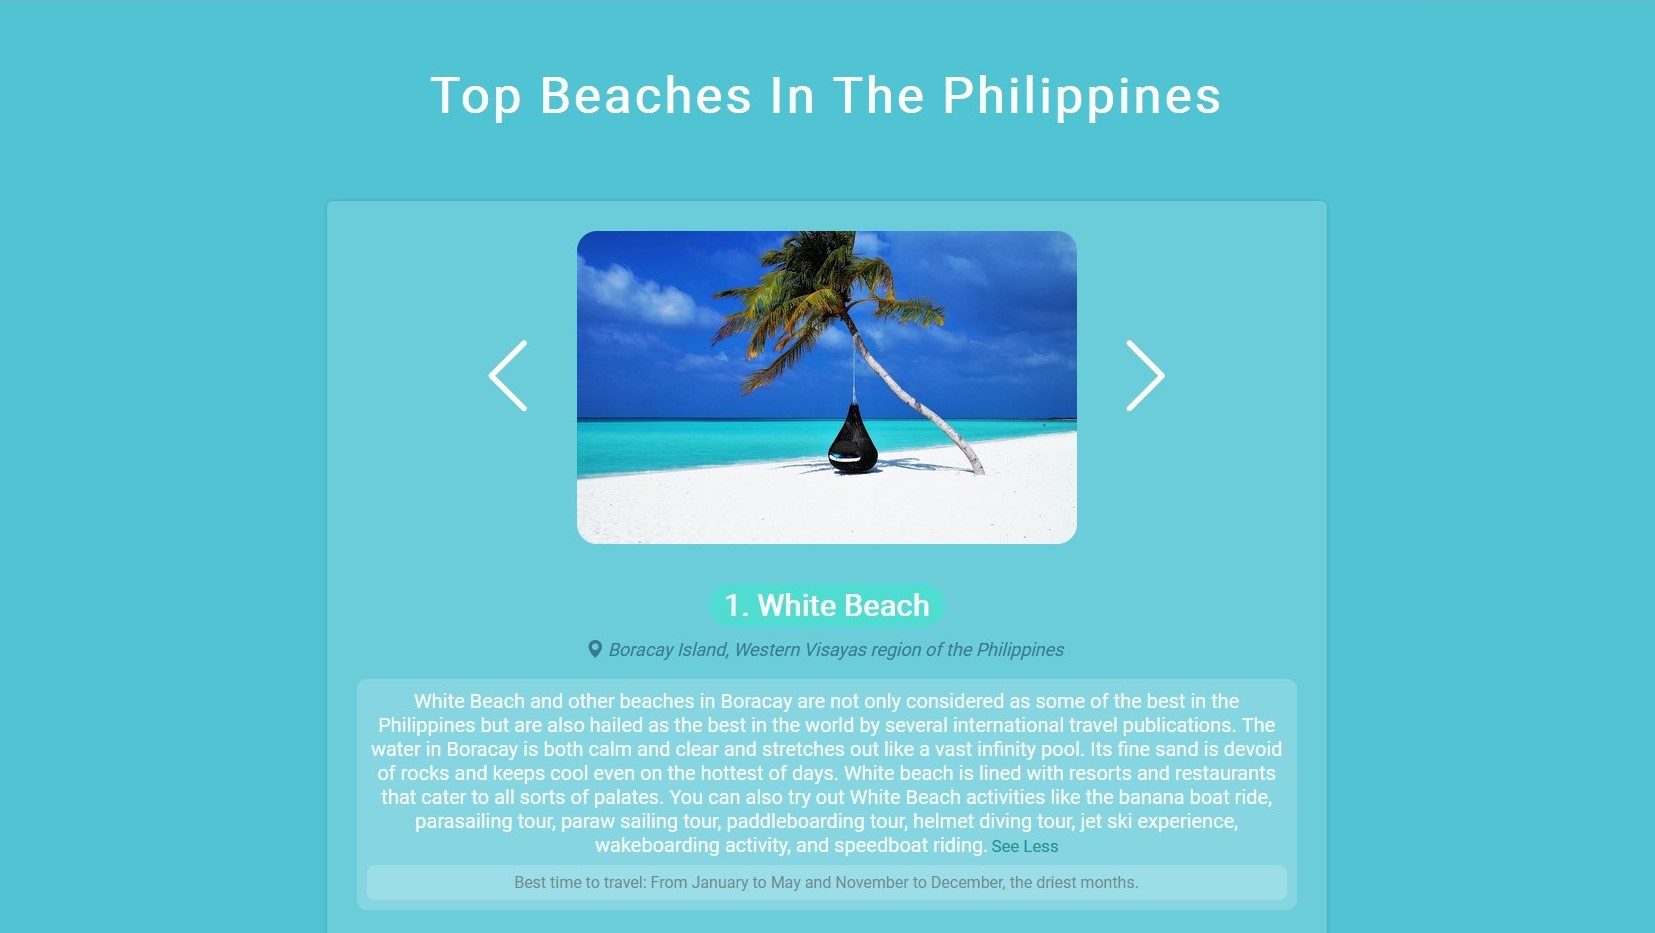 Top Beaches In The Philippines
1. White Beach
Boracay Island, Western Visayas region of the Philippines
White Beach and other beaches in Boracay are not only considered as some of the best in the
Philippines but are also hailed as the best in the world by several international travel publications. The
water in Boracay is both calm and clear and stretches out like a vast infinity pool. Its fine sand is devoid
of rocks and keeps cool even on the hottest of days. White beach is lined with resorts and restaurants
that cater to all sorts of palates. You can also try out White Beach activities like the banana boat ride,
parasailing tour, paraw sailing tour, paddleboarding tour, helmet diving tour, jet ski experience,
wakeboarding activity, and speedboat riding. See Less
Best time to travel: From January to May and November to December, the driest months.